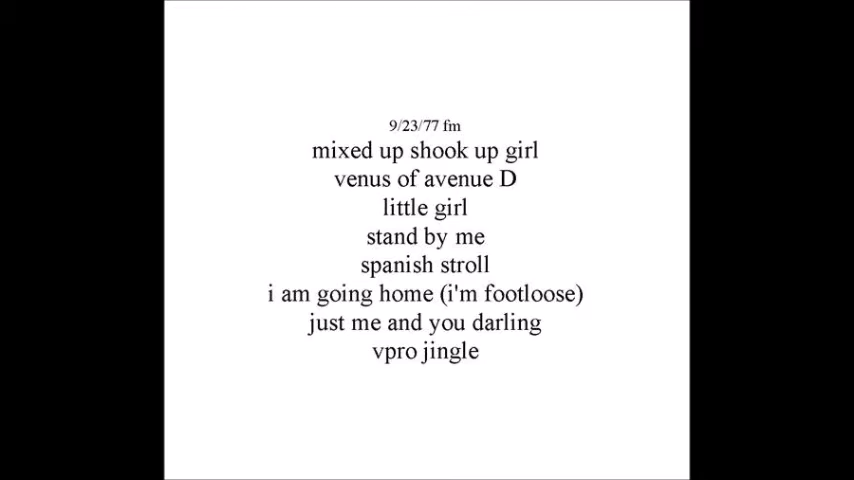 9/23/77 fm
mixed up shook up girl
venus of avenue D
little girl
stand by me
spanish stroll
i am going home (i'm footloose)
just me and you darling
vpro jingle